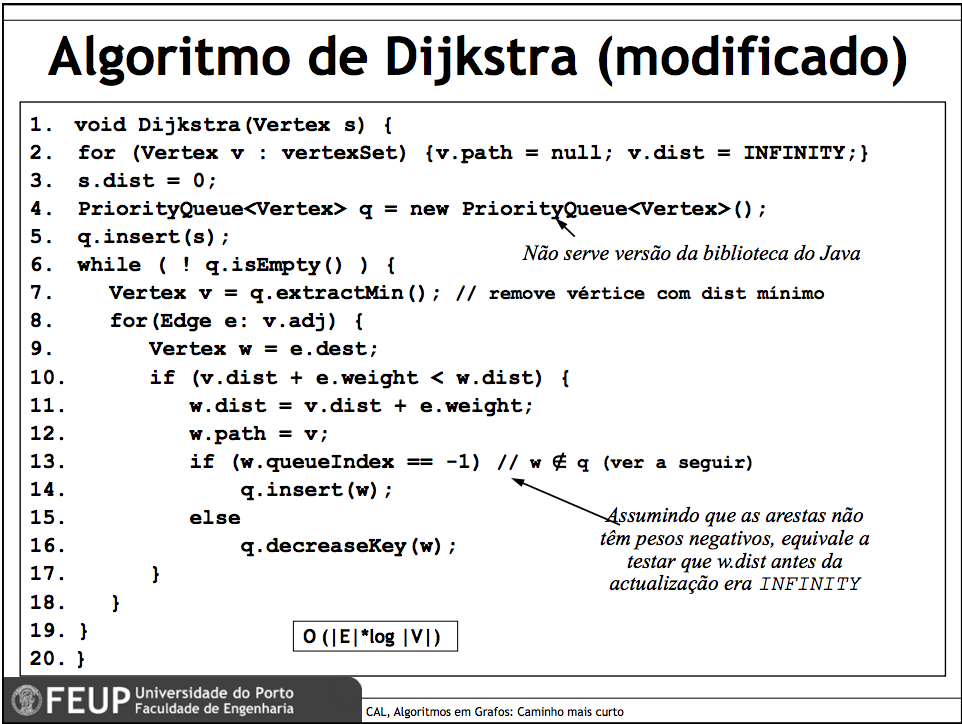 Algoritmo de Dijkstra (modificado)
1. void Dijkstra(Vertex s) {
2. for (Vertex v : vertexSet) {v.path = null; v.dist = INFINITY;}
3. s.dist = 0;
4. PriorityQueue<Vertex> q = new PriorityQueue<Vertex>();
5. q.insert(s);
Não serve versão da biblioteca do Java
6. while ( ! q.isEmpty() ) {
7. Vertex v = q.extractMin(); // remove vértice com dist mínimo
8. for(Edge e: v.adj) {
9. Vertex w = e.dest;
10. if (v.dist + e.weight < w.dist) {
11. w.dist = v.dist + e.weight;
12. w.path = v;
13. if (w.queueIndex == -1) // w ∉ q (ver a seguir)
14. q.insert(w);
15. else
16. q.decreaseKey(w);
17. }
18. }
19. }
20. }
Assumindo que as arestas não
têm pesos negativos, equivale a
testar que w.dist antes da
actualização era INFINITY
O (|E|*log |V|)
FEUP Universidade do Porto
Faculdade de Engenharia
CAL, Algoritmos em Grafos: Caminho mais curto